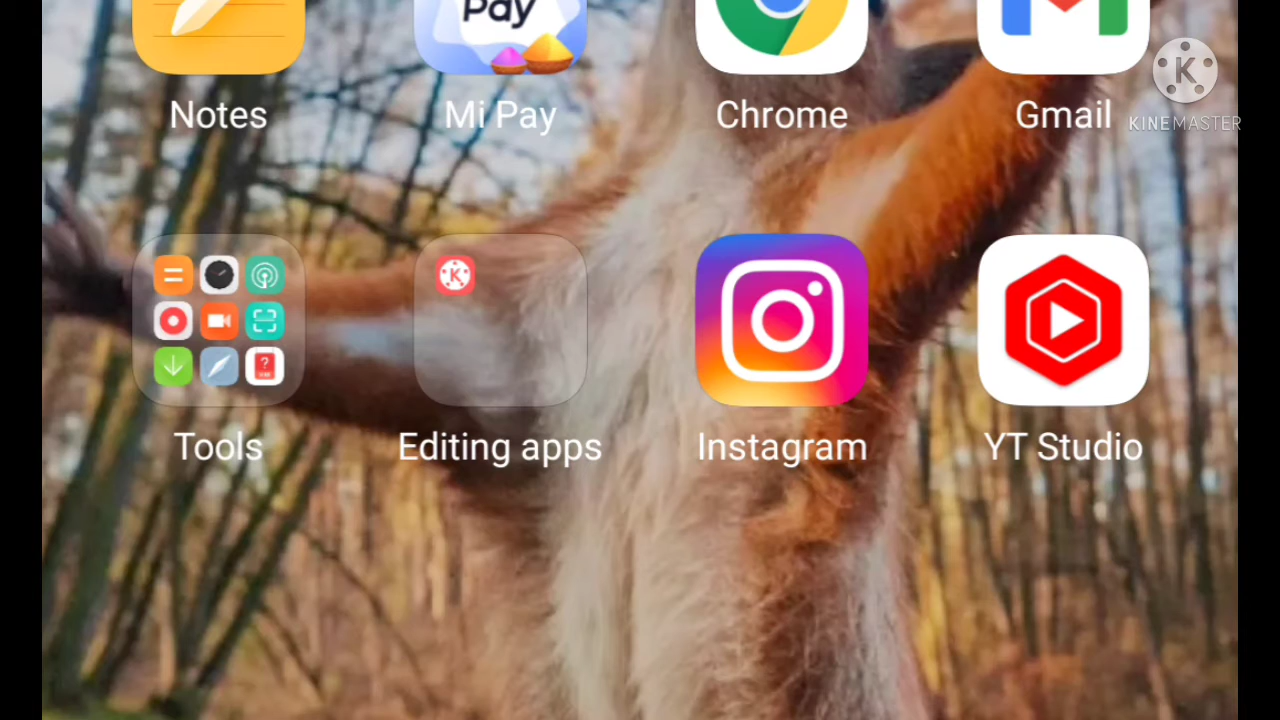 Pay
Notes
Mi Pay
Chrome
Gmail
KINEMASTER
Tools
Editing apps
Instagram
YT Studio